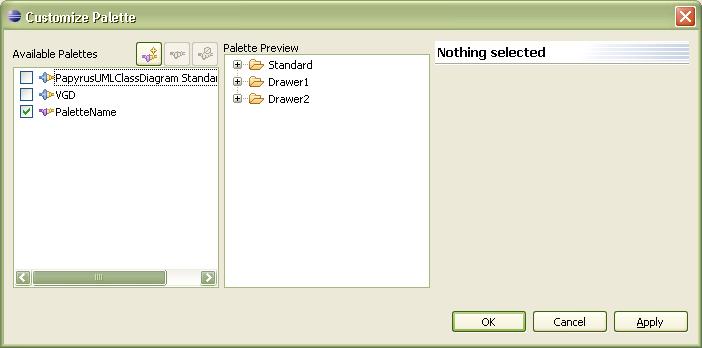 Customize Palette
Available Palettes
PapyrusUMLClassDiagram Standar
VGD
PaletteName
Palette Preview
Standard
Drawer1
Drawer2
Nothing selected
OK
Cancel
Apply